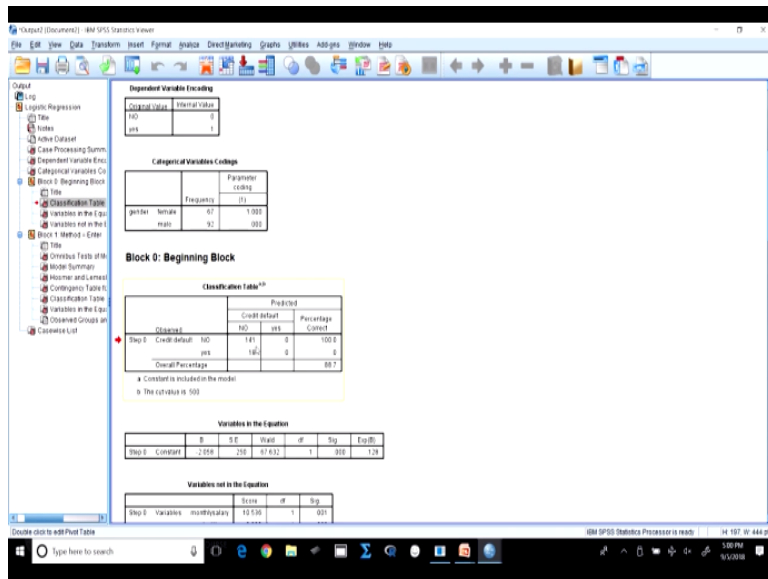 *Output2 [Document2] - IBM SPSS Statistics Viewer
File Edit View Data Transform Insert Format Analyze Direct Marketing Graphs Utilities Add-ons Window Help
Output
Log
Logistic Regression
Title
Notes
Active Dataset
Case Processing Summ
Dependent Variable Enco
Categorical Variables Co
Block 0: Beginning Block
Title
Classification Table
Variables in the Equa
Variables not in the E
Block 1: Method = Enter
Title
Omnibus Tests of M
Model Summary
Hosmer and Lemesl
Contingency Table fo
Classification Table
Variables in the Equa
Observed Groups an
Casewise List
Dependent Variable Encoding
Original Value Internal Value
NO 0
yes 1
Categorical Variables Codings
Frequency Parameter coding
(1)
gender female 67 1.000
male 92 .000
Block 0: Beginning Block
Classification Table a,b
Predicted
Credit default Percentage Correct
Observed NO yes
Step 0 Credit default NO 141 0 100.0
yes 18 0 .0
Overall Percentage 88.7
a. Constant is included in the model.
b. The cut value is .500
Variables in the Equation
B S.E. Wald df Sig. Exp(B)
Step 0 Constant -2.058 .250 67.632 1 .000 .128
Variables not in the Equation
Score df Sig.
Step 0 Variables monthlysalary 10.536 1 .001
Double click to edit Pivot Table
IBM SPSS Statistics Processor is ready H: 197, W: 444 p
Type here to search
5:00 PM
9/5/2018